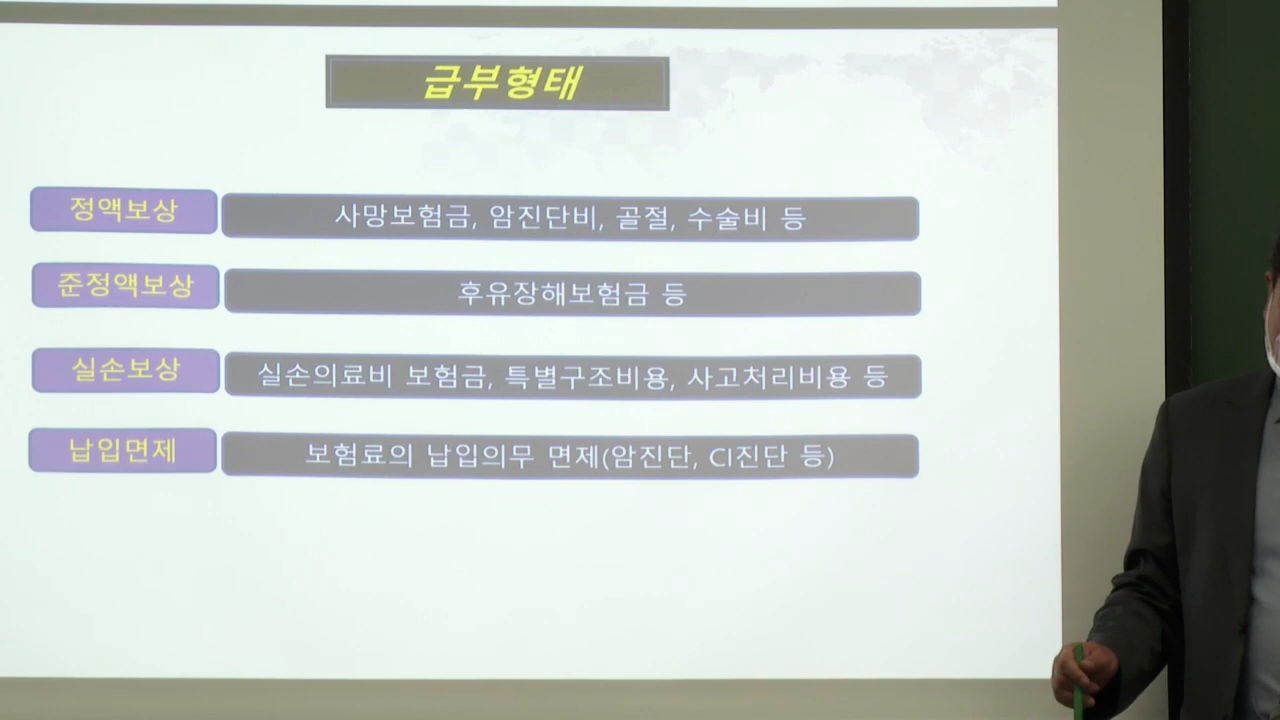 급부형태
정액보상 사망보험금, 암진단비, 골절, 수술비 등
준정액보상 후유장해보험금 등
실손보상 실손의료비 보험금, 특별구조비용, 사고처리비용 등
납입면제 보험료의 납입의무 면제(암진단, CI진단 등)